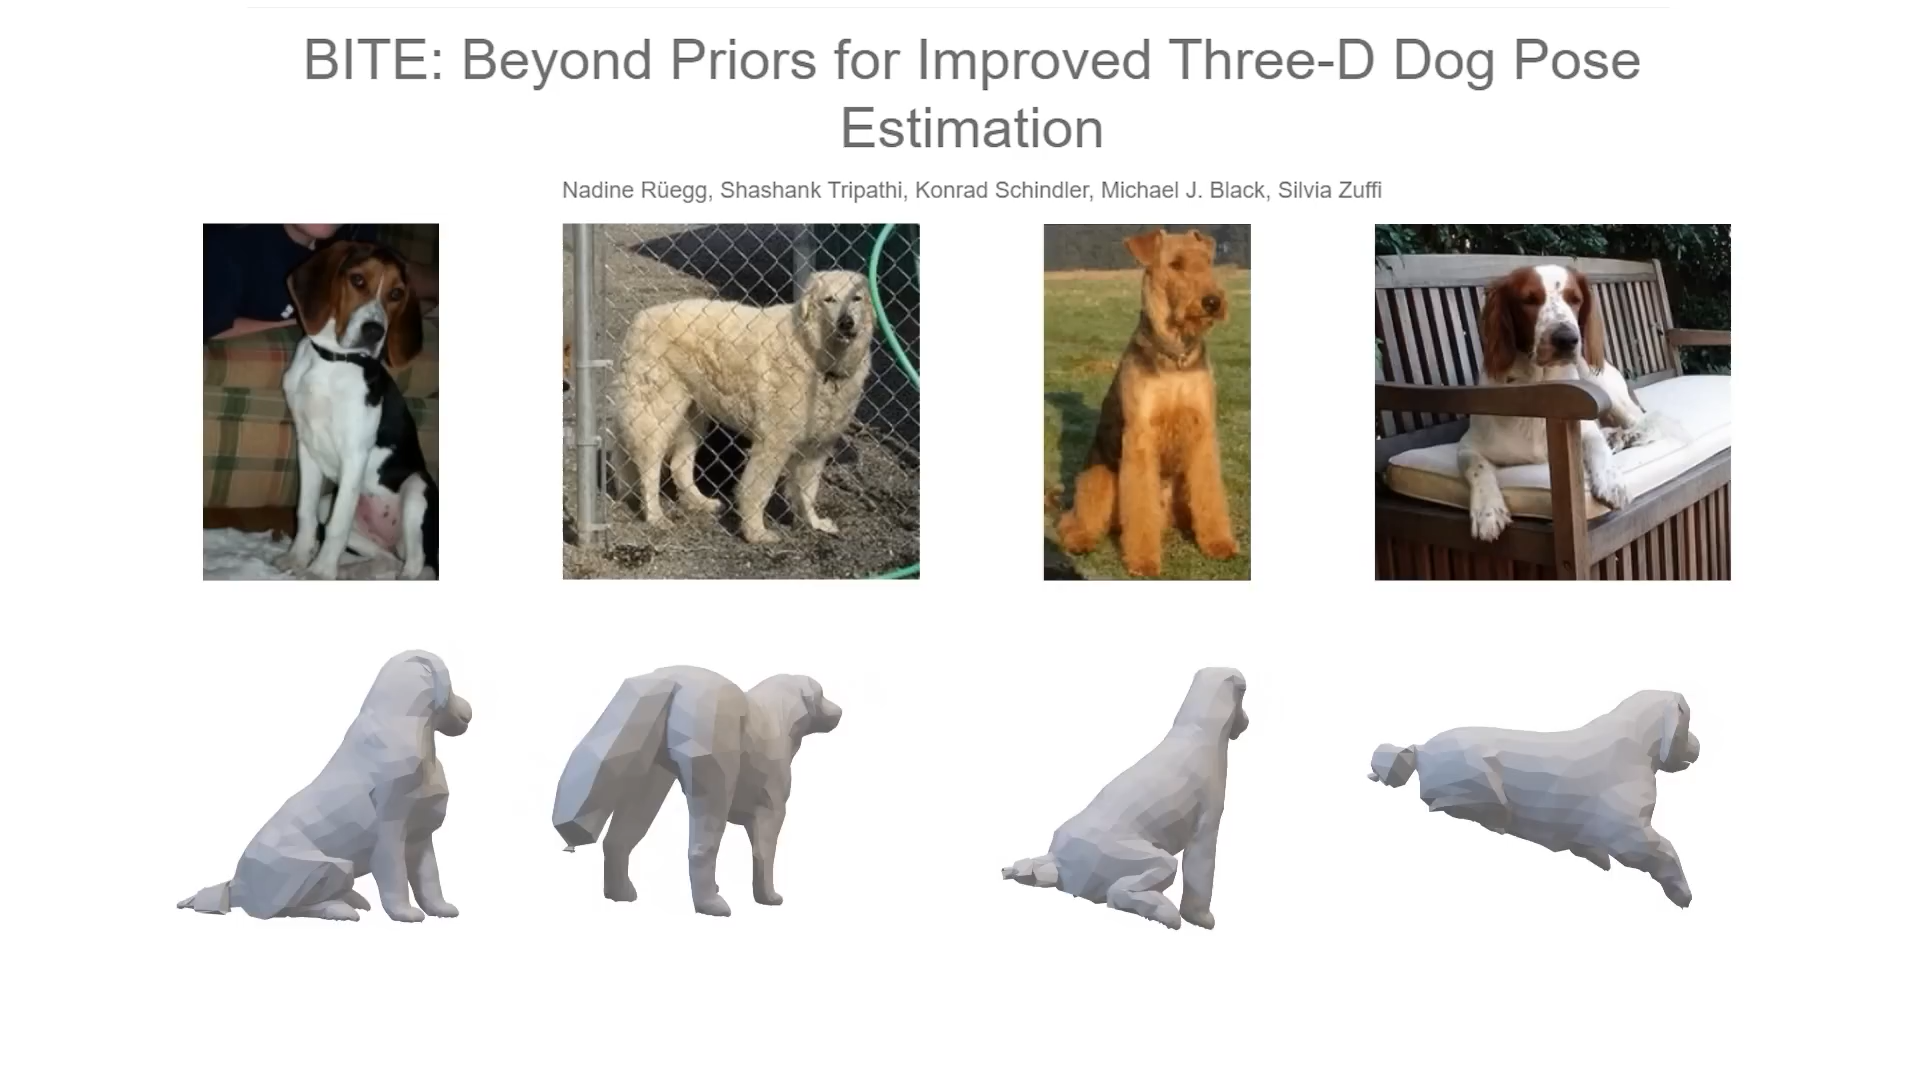 BITE: Beyond Priors for Improved Three-D Dog Pose
Estimation
Nadine Rüegg, Shashank Tripathi, Konrad Schindler, Michael J. Black, Silvia Zuffi